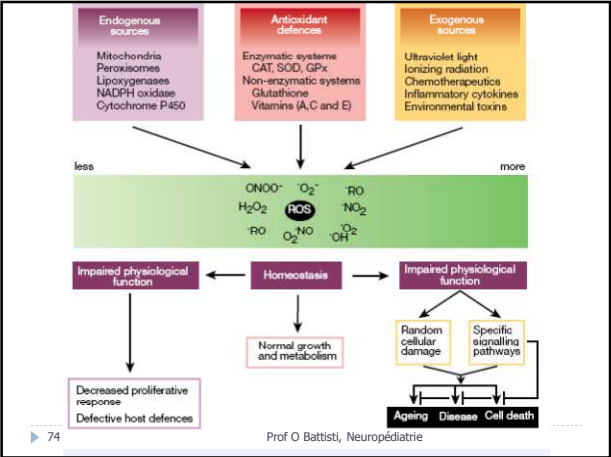 Endogenous
sources
Mitochondria
Peroxisomes
Lipoxygenases
NADPH oxidase
Cytochrome P450
Antioxidant
defences
Enzymatic systems
CAT, SOD, GPx
Non-enzymatic systems
Glutathione
Vitamins (A,C and E)
Exogenous
sources
Ultraviolet light
Ionizing radiation
Chemotherapeutics
Inflammatory cytokines
Environmental toxins
less
more
ONOO⁻ ˙O₂⁻ ˙RO
H₂O₂ ROS ˙NO₂
˙RO O₂ ˙NO ˙OH ˙O₂
Impaired physiological
function
Homeostasis
Impaired physiological
function
Normal growth
and metabolism
Random
cellular
damage
Specific
signalling
pathways
Decreased proliferative
response
Defective host defences
Ageing Disease Cell death
74
Prof O Battisti, Neuropédiatrie